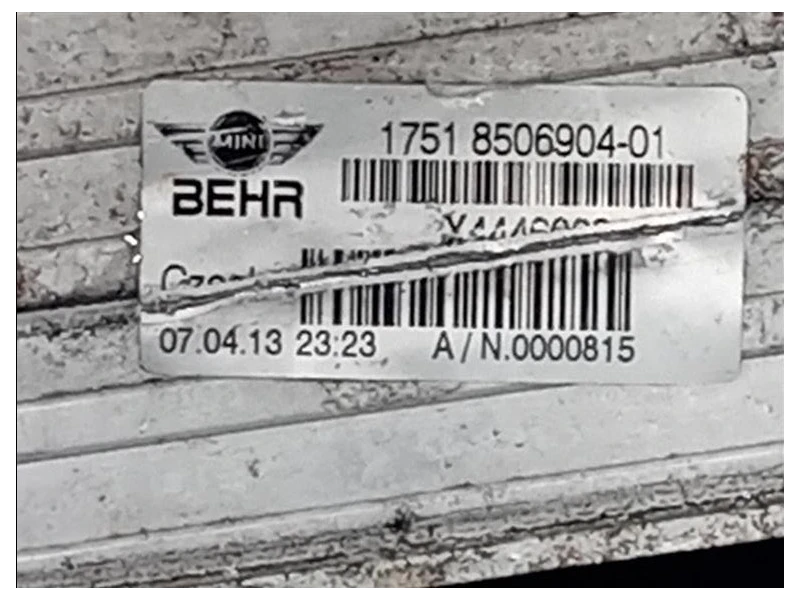 MINI
BEHR
1751 8506904-01
07.04.13 23:23 A/N.0000815